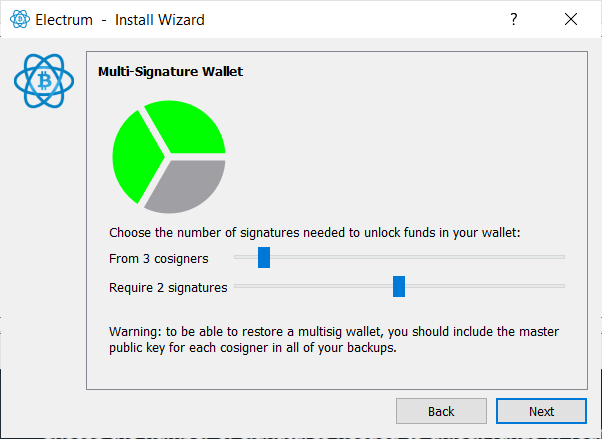 Electrum - Install Wizard
?
Multi-Signature Wallet
Choose the number of signatures needed to unlock funds in your wallet:
From 3 cosigners
Require 2 signatures
Warning: to be able to restore a multisig wallet, you should include the master
public key for each cosigner in all of your backups.
Back
Next